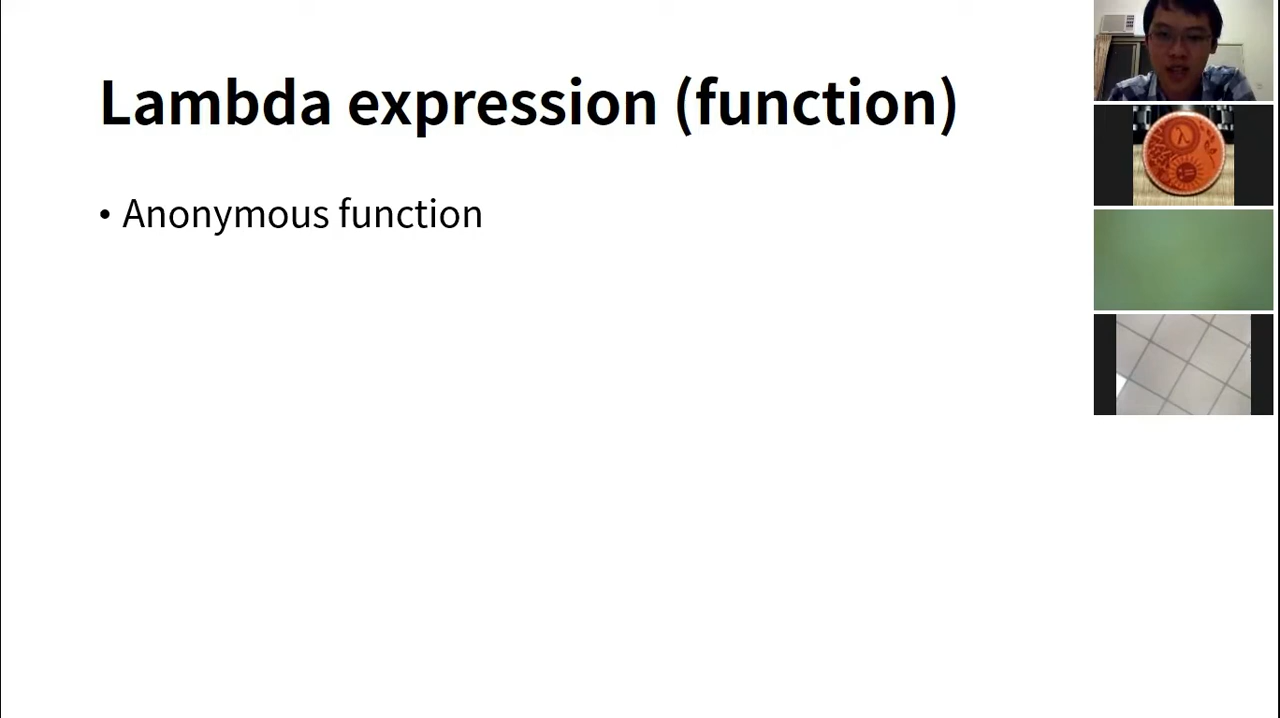 Lambda expression (function)
• Anonymous function
λ